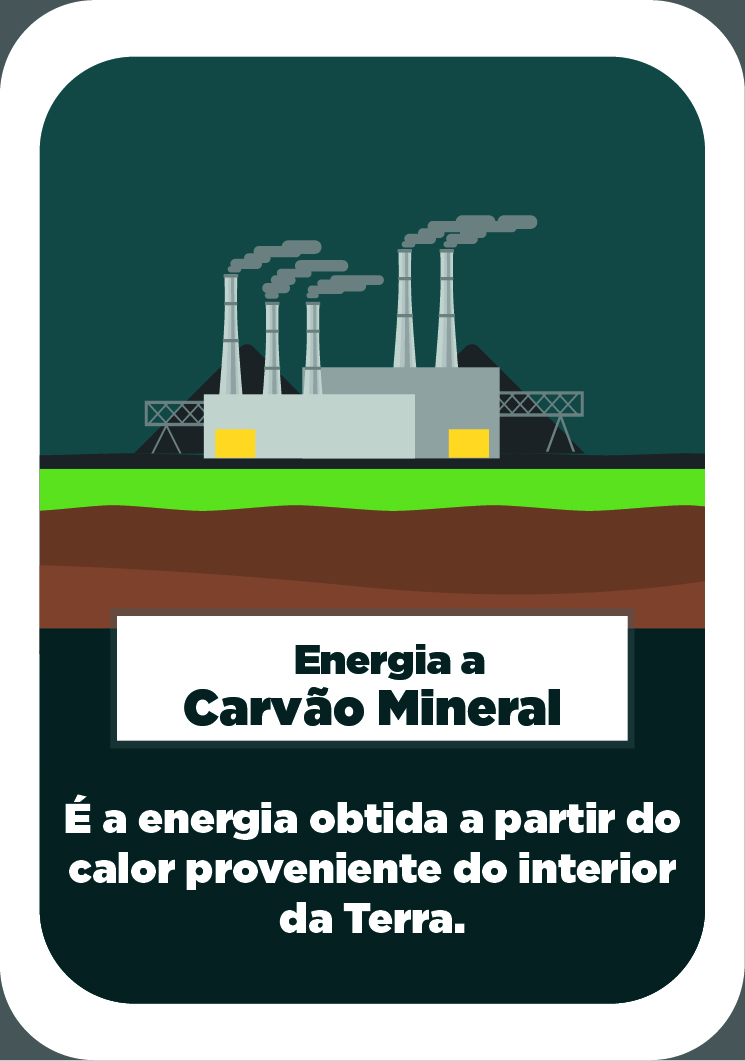 Energia a
Carvão Mineral
É a energia obtida a partir do
calor proveniente do interior
da Terra.